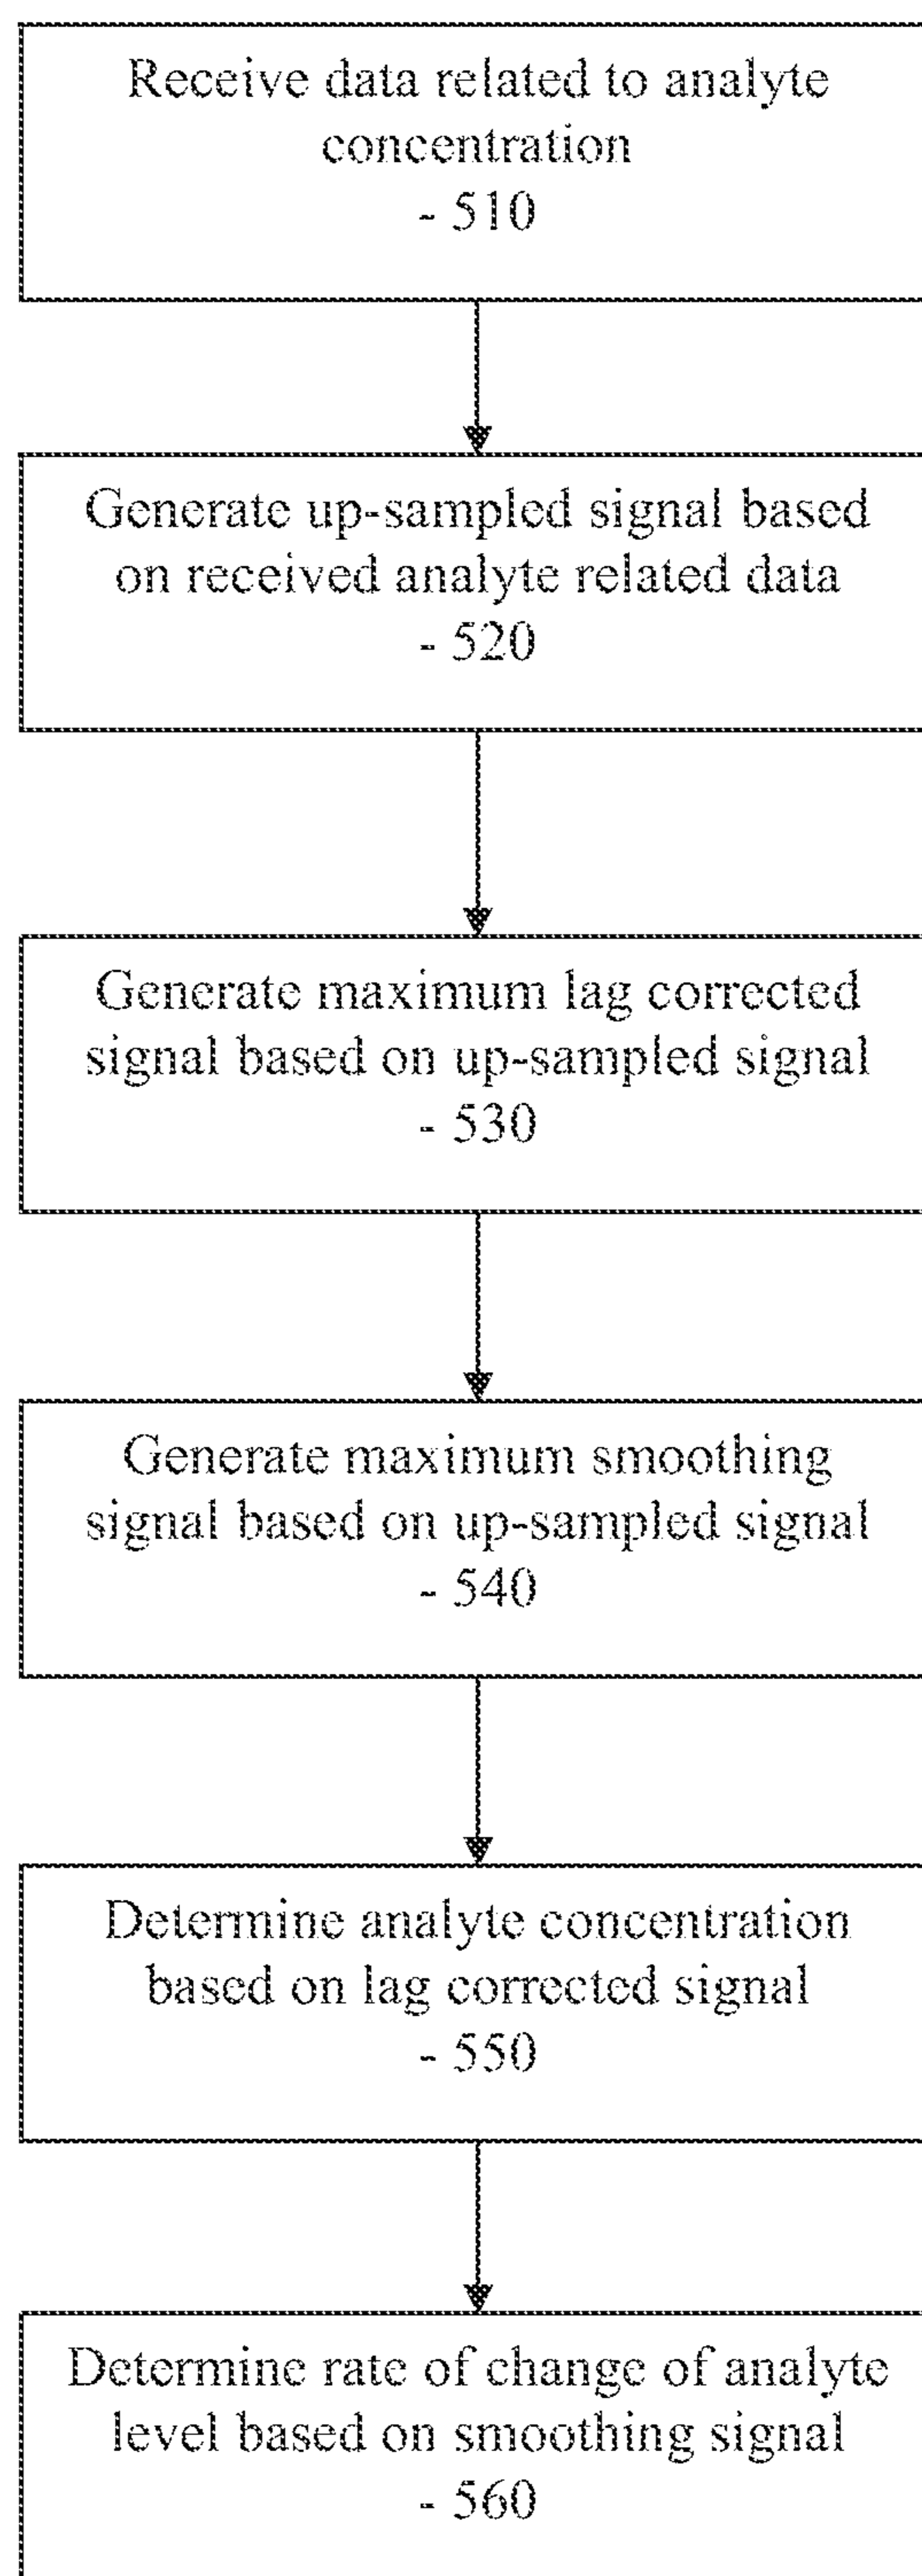 Receive data related to analyte
concentration
- 510
Generate up-sampled signal based
on received analyte related data
- 520
Generate maximum lag corrected
signal based on up-sampled signal
- 530
Generate maximum smoothing
signal based on up-sampled signal
- 540
Determine analyte concentration
based on lag corrected signal
- 550
Determine rate of change of analyte
level based on smoothing signal
- 560